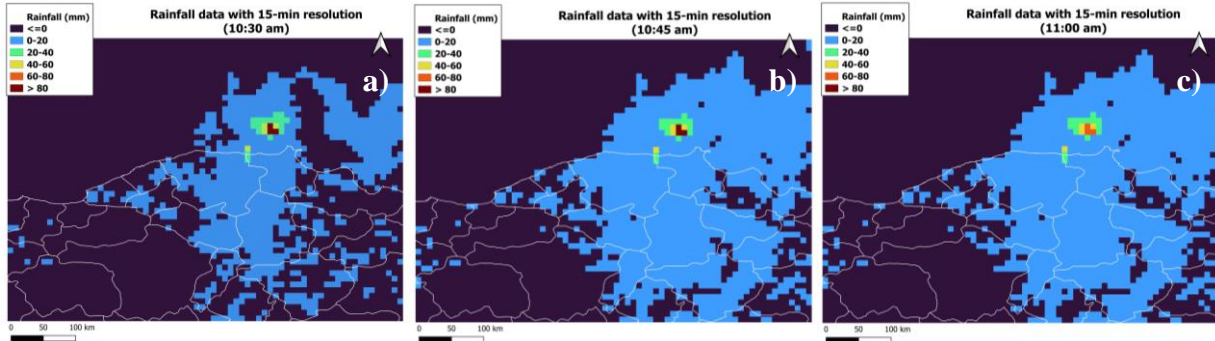 Rainfall (mm)
<=0
0-20
20-40
40-60
60-80
> 80
Rainfall data with 15-min resolution
(10:30 am)
a)
0 50 100 km
Rainfall (mm)
<=0
0-20
20-40
40-60
60-80
> 80
Rainfall data with 15-min resolution
(10:45 am)
b)
0 50 100 km
Rainfall (mm)
<=0
0-20
20-40
40-60
60-80
> 80
Rainfall data with 15-min resolution
(11:00 am)
c)
0 50 100 km